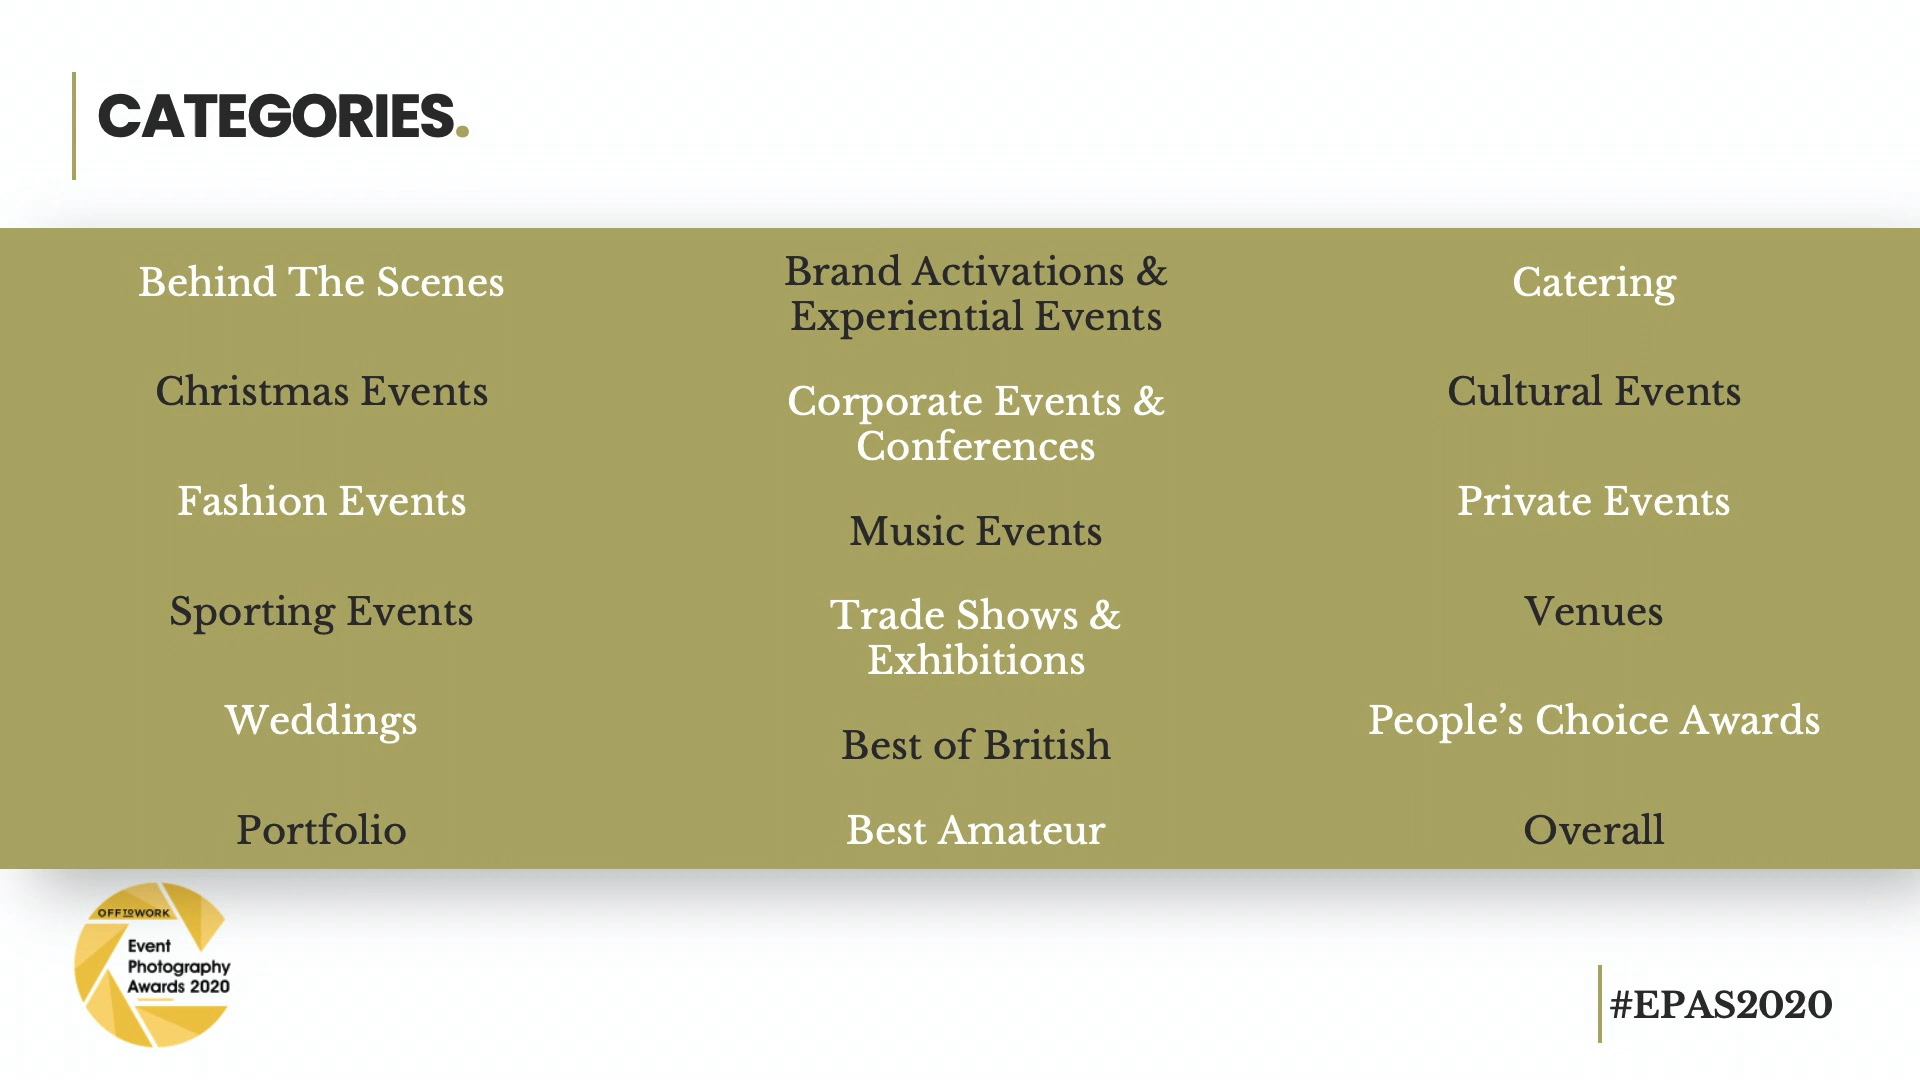 CATEGORIES.
Behind The Scenes
Christmas Events
Fashion Events
Sporting Events
Weddings
Portfolio
Brand Activations &
Experiential Events
Corporate Events &
Conferences
Music Events
Trade Shows &
Exhibitions
Best of British
Best Amateur
Catering
Cultural Events
Private Events
Venues
People’s Choice Awards
Overall
OFF TO WORK
Event
Photography
Awards 2020
#EPAS2020